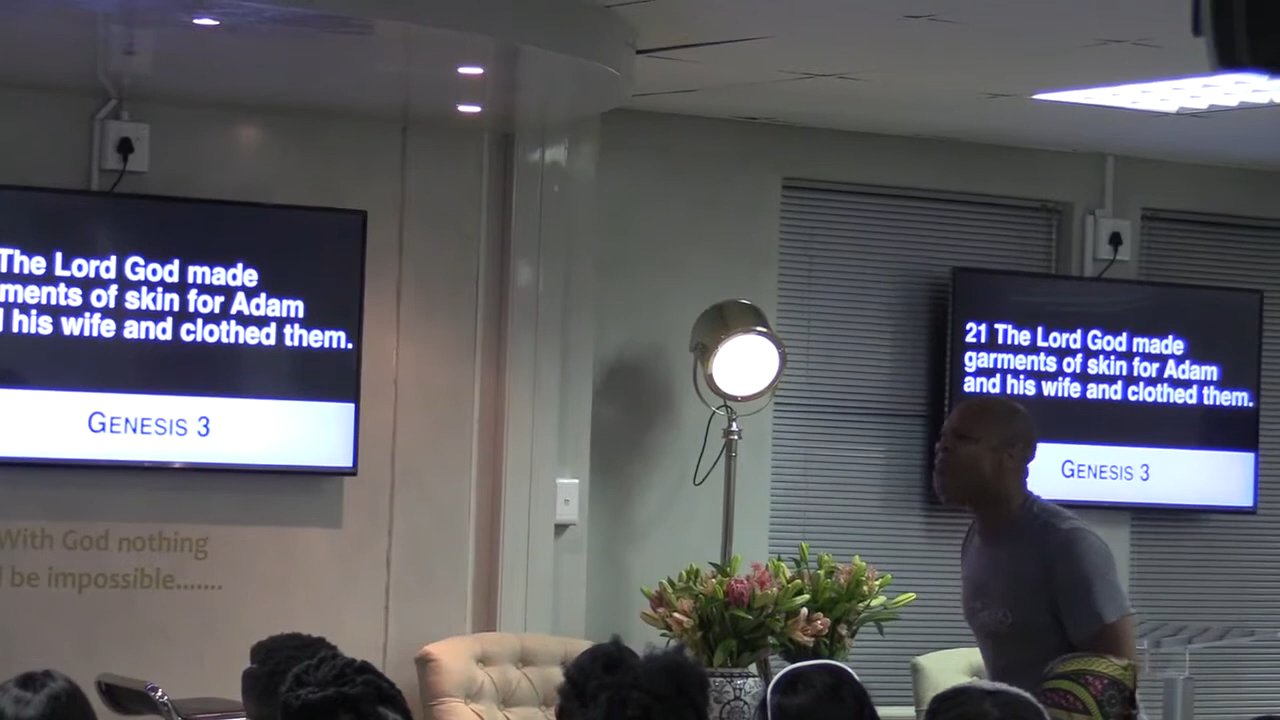 The Lord God made
ments of skin for Adam
his wife and clothed them.
GENESIS 3
With God nothing
be impossible.......
21 The Lord God made
garments of skin for Adam
and his wife and clothed them.
GENESIS 3